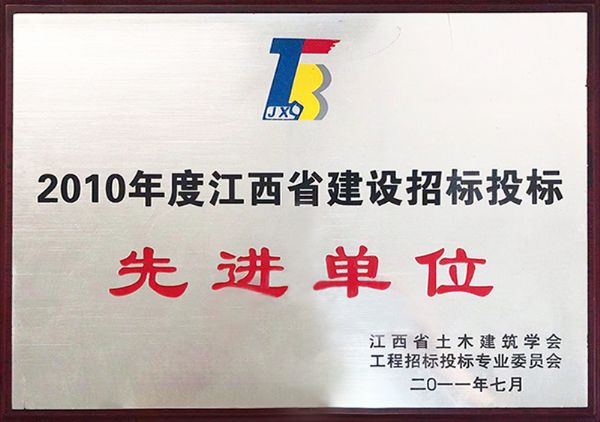 JX
2010年度江西省建设招标投标
先进单位
江西省土木建筑学会
工程招标投标专业委员会
二〇一一年七月